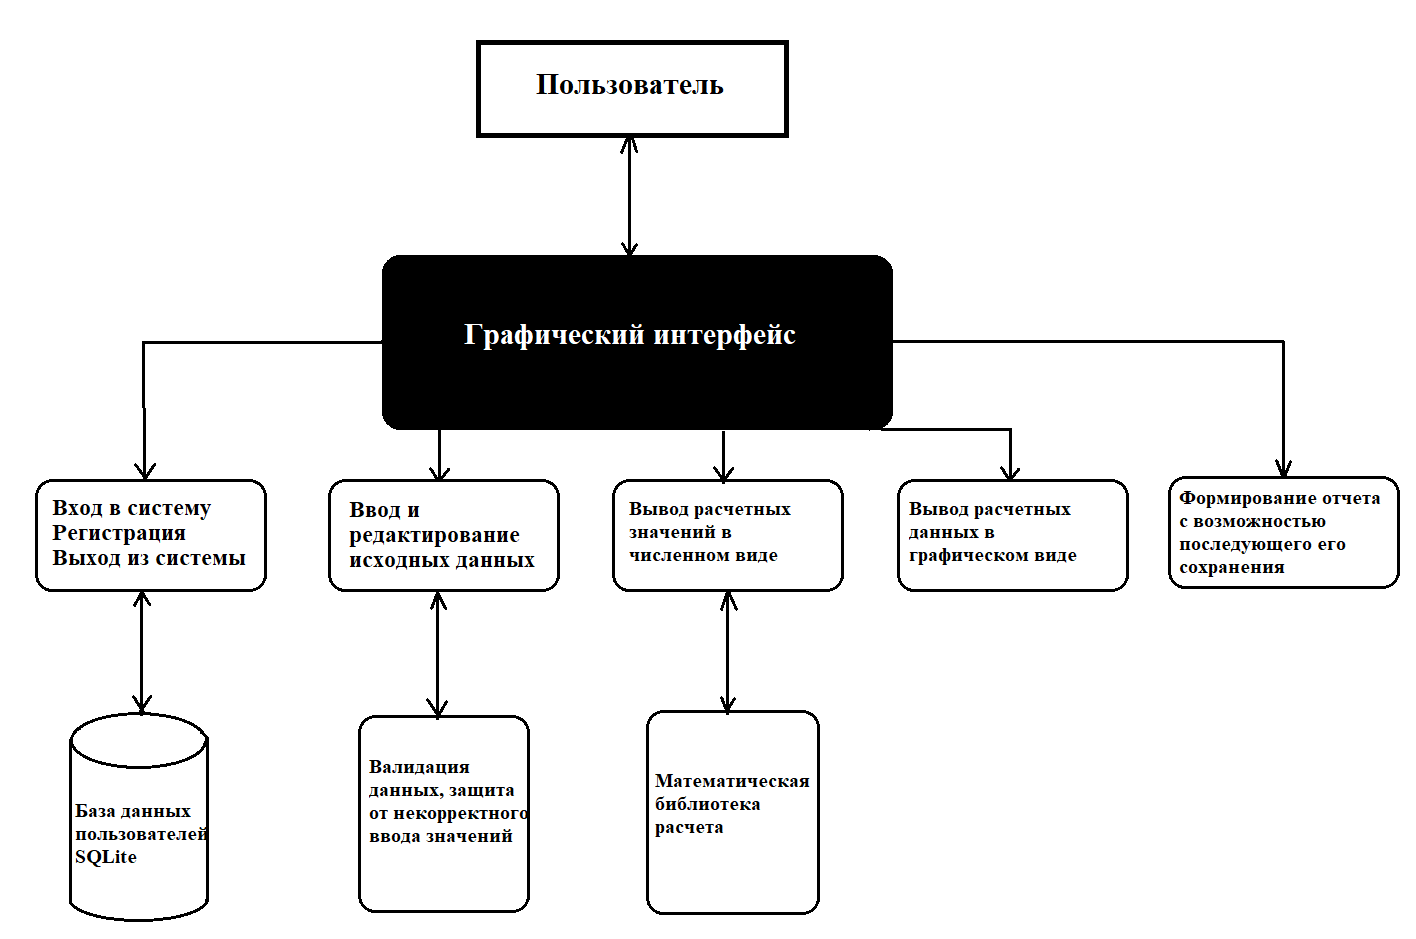 Пользователь
Графический интерфейс
Вход в систему
Регистрация
Выход из системы
Ввод и
редактирование
исходных данных
Вывод расчетных
значений в
численном виде
Вывод расчетных
данных в
графическом виде
Формирование отчета
с возможностью
последующего его
сохранения
База данных
пользователей
SQLite
Валидация
данных, защита
от некорректного
ввода значений
Математическая
библиотека
расчета